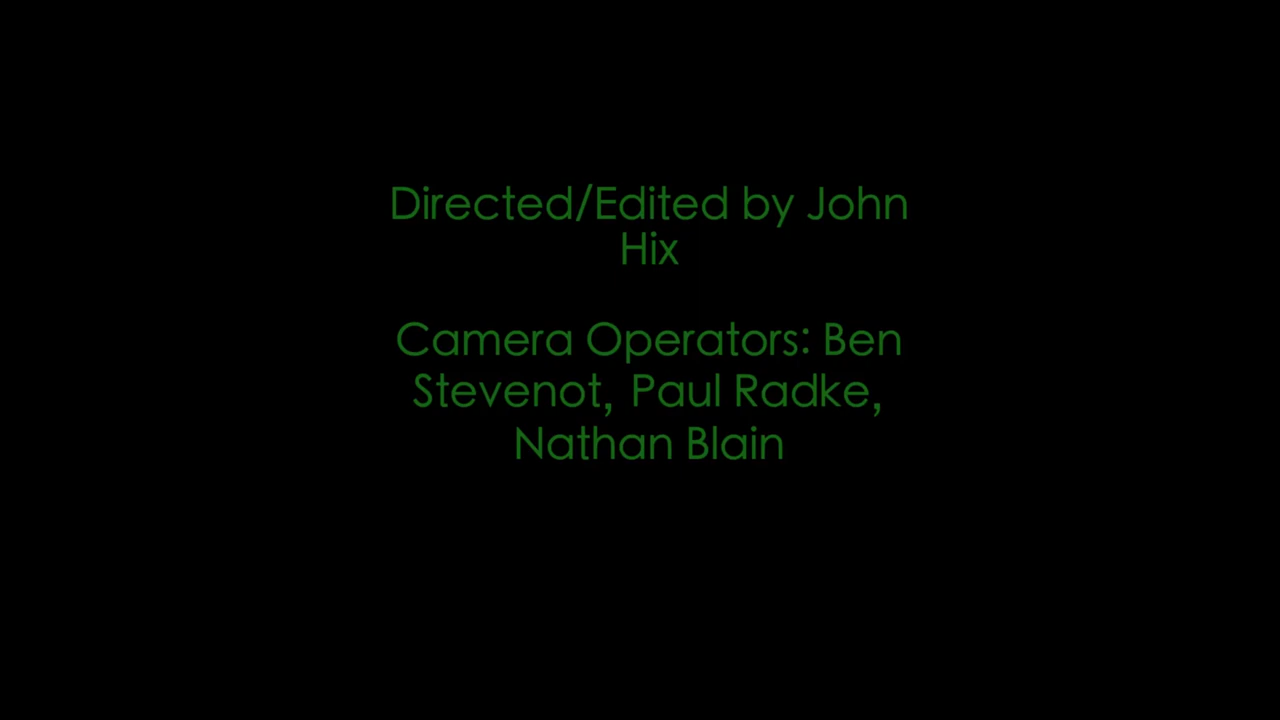 Directed/Edited by John
Hix
Camera Operators: Ben
Stevenot, Paul Radke,
Nathan Blain